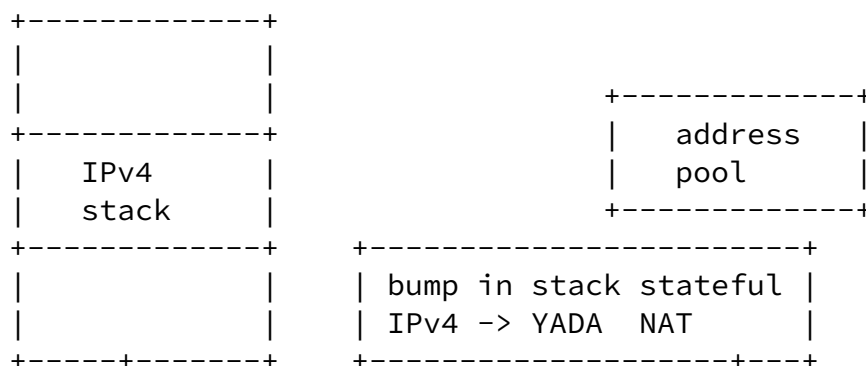 address
IPv4 pool
stack
bump in stack stateful
IPv4 -> YADA NAT